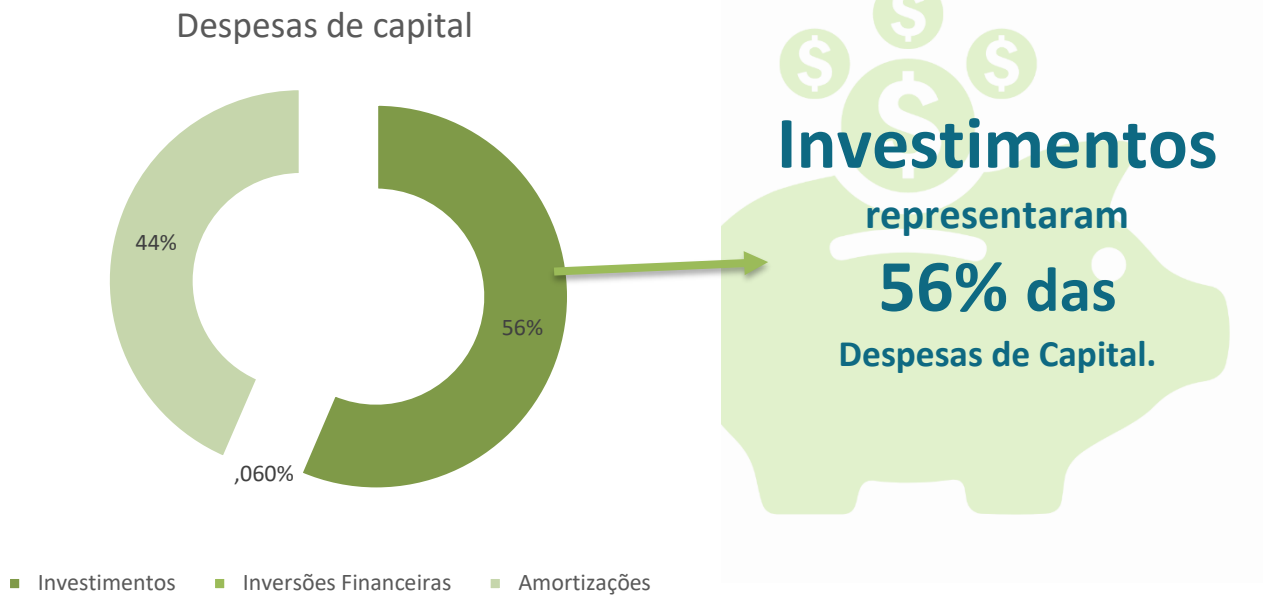 Despesas de capital
44%
56%
,060%
Investimentos
Inversões Financeiras
Amortizações
$
$
$
$
Investimentos
representaram
56% das
Despesas de Capital.